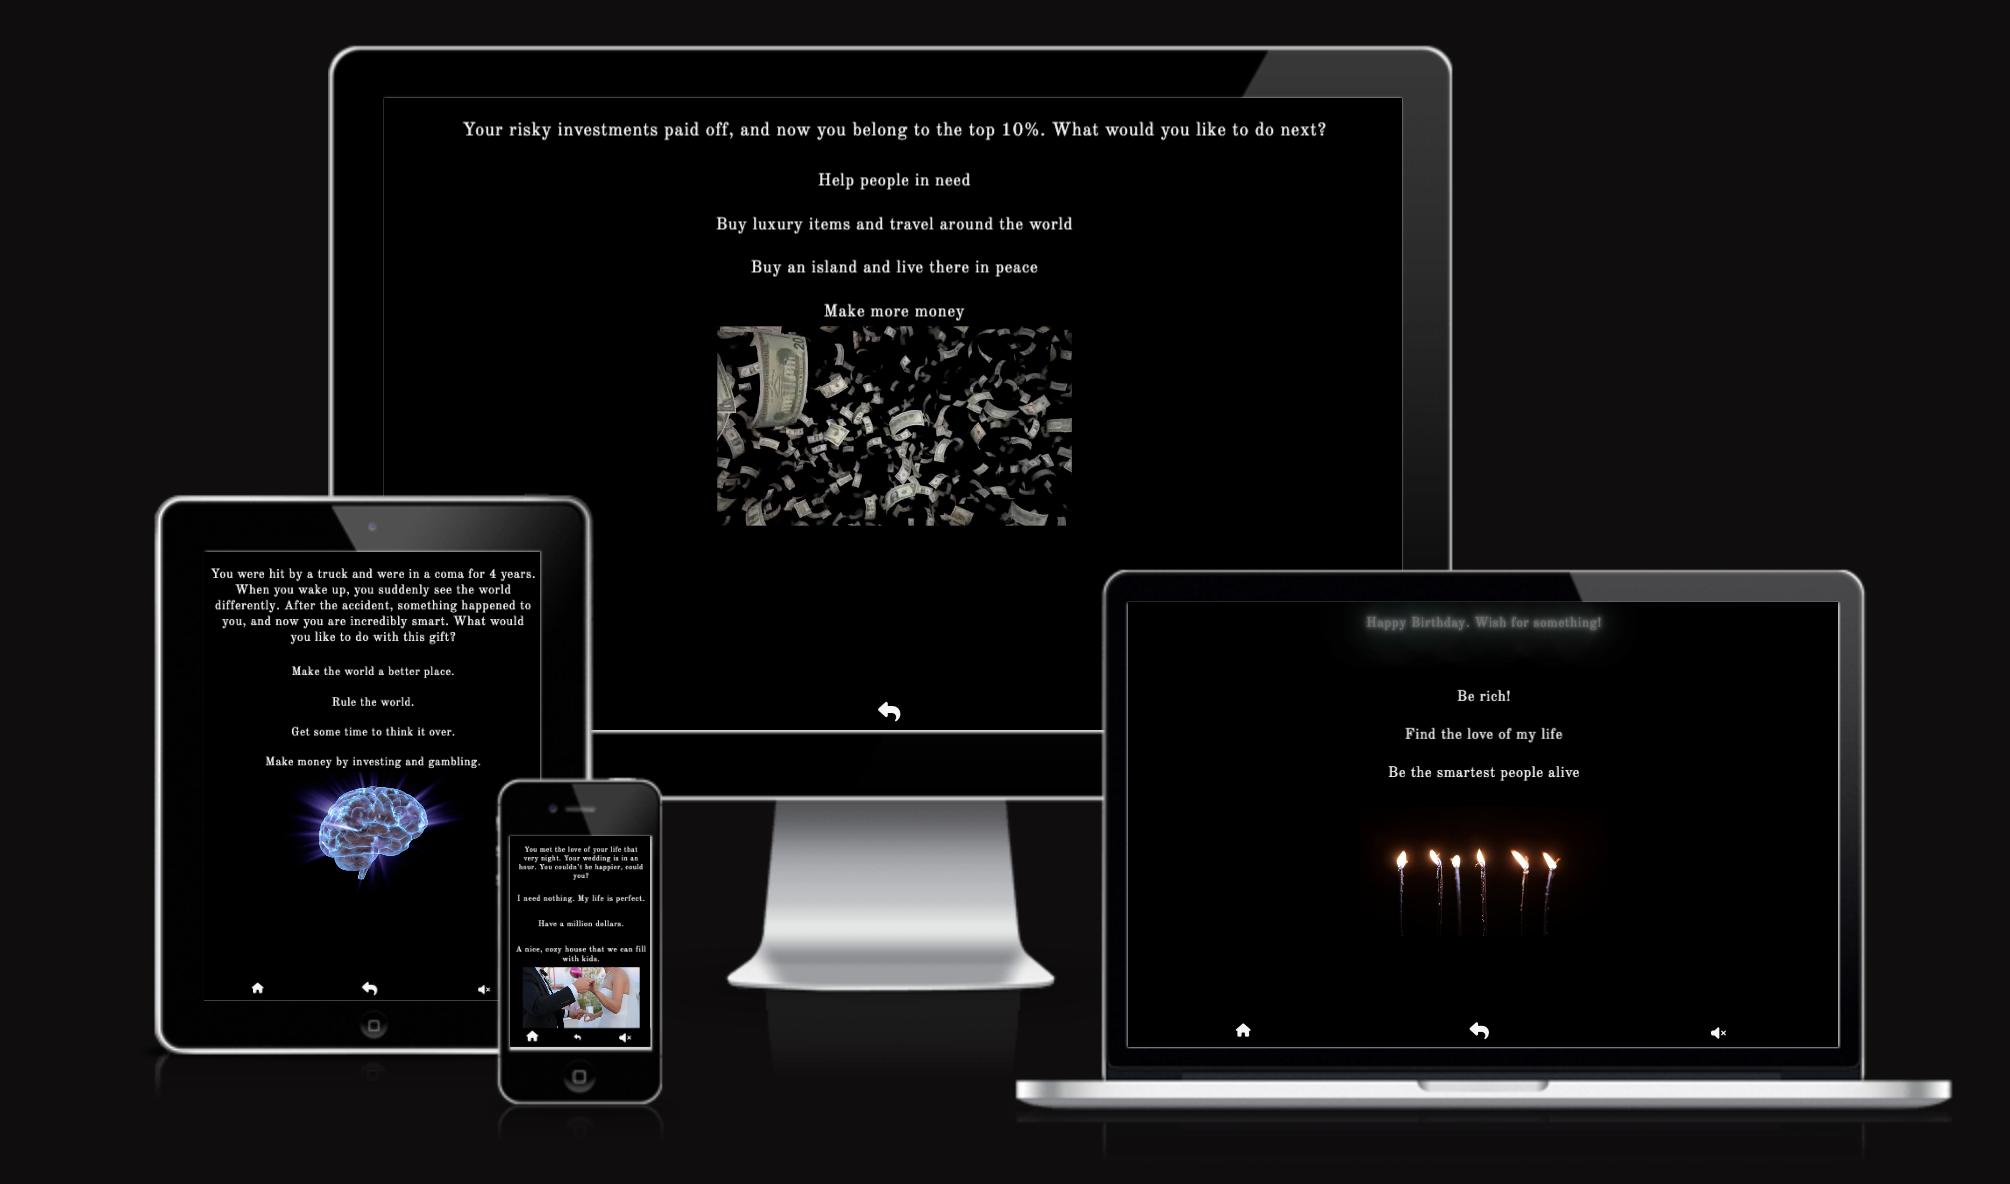 Your risky investments paid off, and now you belong to the top 10%. What would you like to do next?
Help people in need
Buy luxury items and travel around the world
Buy an island and live there in peace
Make more money
You were hit by a truck and were in a coma for 4 years.
When you wake up, you suddenly see the world
differently. After the accident, something happened to
you, and now you are incredibly smart. What would
you like to do with this gift?
Make the world a better place.
Rule the world.
Get some time to think it over.
Make money by investing and gambling.
You met the love of your life that
very night. Your wedding is in an
hour. You couldn't be happier, could
you?
I need nothing. My life is perfect.
Have a million dollars.
A nice, cozy house that we can fill
with kids.
Happy Birthday. Wish for something!
Be rich!
Find the love of my life
Be the smartest people alive